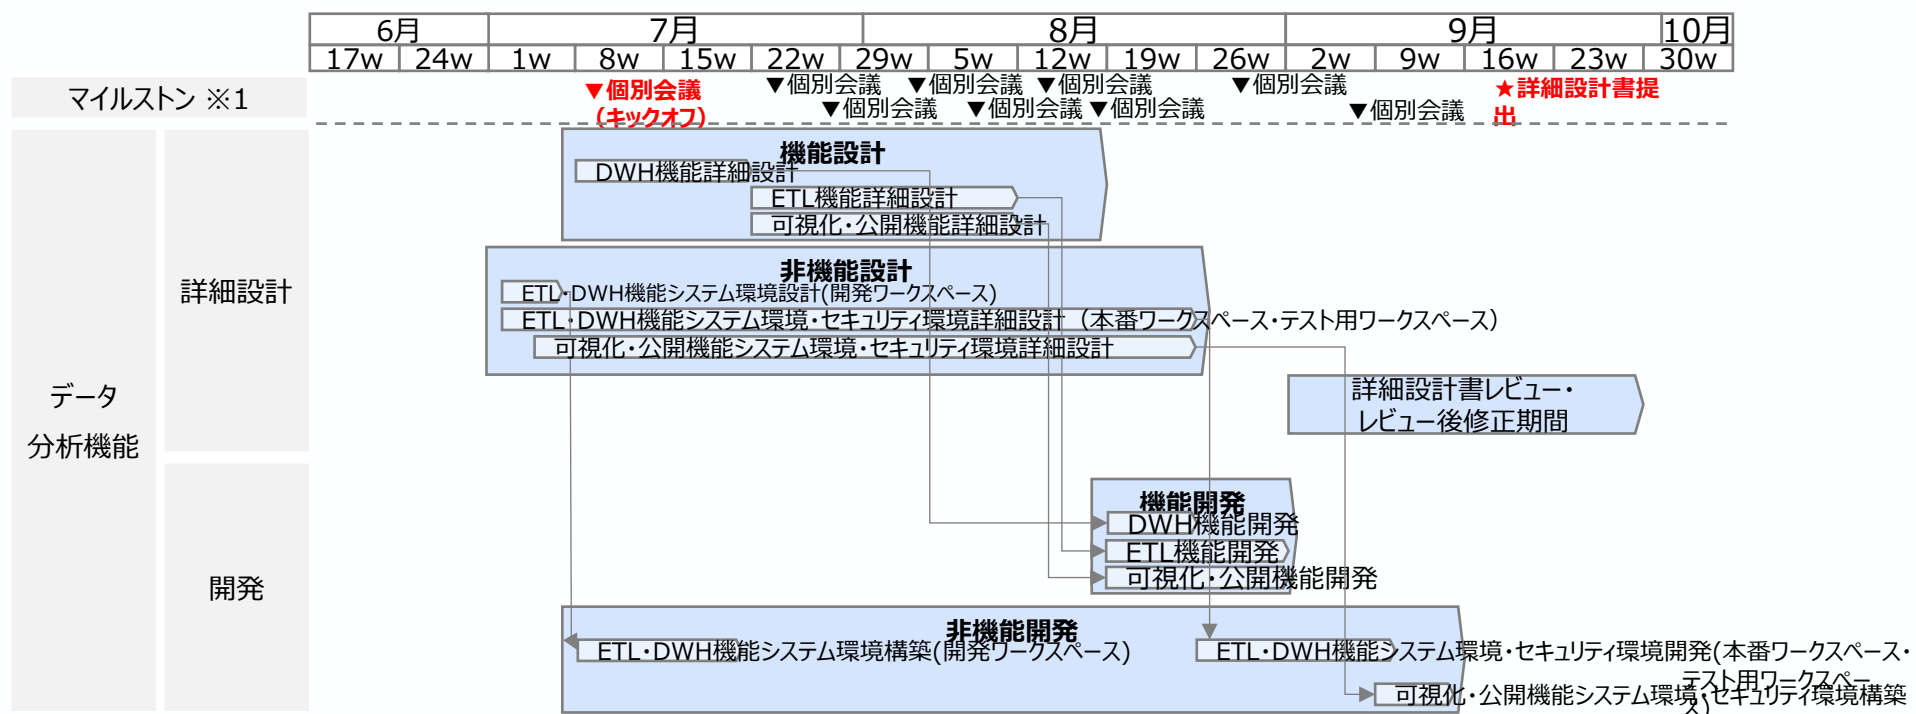 6月 7月 8月 9月 10月
17w 24w 1w 8w 15w 22w 29w 5w 12w 19w 26w 2w 9w 16w 23w 30w
マイルストン ※1
▼個別会議
(キックオフ)
▼個別会議
▼個別会議
▼個別会議
▼個別会議
▼個別会議
▼個別会議
▼個別会議
▼個別会議
★詳細設計書提
出
データ
分析機能
詳細設計
機能設計
DWH機能詳細設計
ETL機能詳細設計
可視化・公開機能詳細設計
非機能設計
ETL・DWH機能システム環境設計(開発ワークスペース)
ETL・DWH機能システム環境・セキュリティ環境詳細設計（本番ワークスペース・テスト用ワークスペース）
可視化・公開機能システム環境・セキュリティ環境詳細設計
詳細設計書レビュー・
レビュー後修正期間
開発
機能開発
DWH機能開発
ETL機能開発
可視化・公開機能開発
非機能開発
ETL・DWH機能システム環境構築(開発ワークスペース)
ETL・DWH機能システム環境・セキュリティ環境開発(本番ワークスペース・
テスト用ワークスペー
ス)
可視化・公開機能システム環境・セキュリティ環境構築